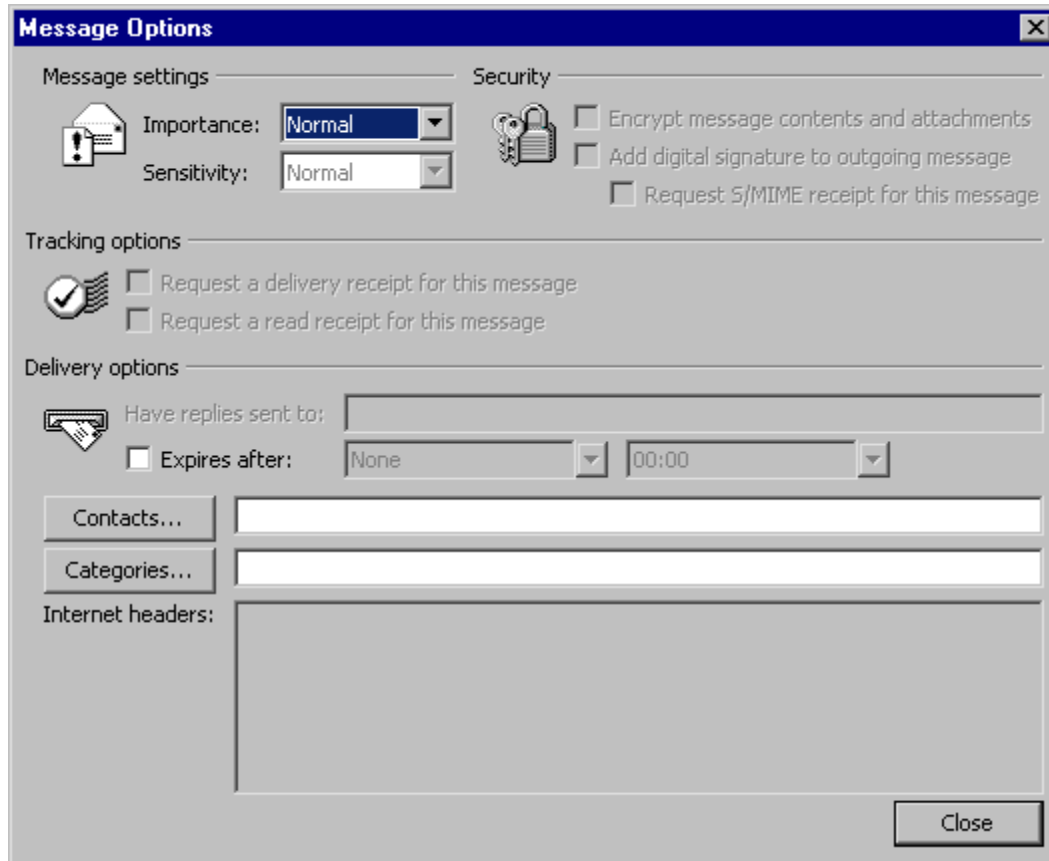 Message Options
Message settings
Importance: Normal
Sensitivity: Normal
Security
Encrypt message contents and attachments
Add digital signature to outgoing message
Request S/MIME receipt for this message
Tracking options
Request a delivery receipt for this message
Request a read receipt for this message
Delivery options
Have replies sent to:
Expires after: None 00:00
Contacts...
Categories...
Internet headers:
Close